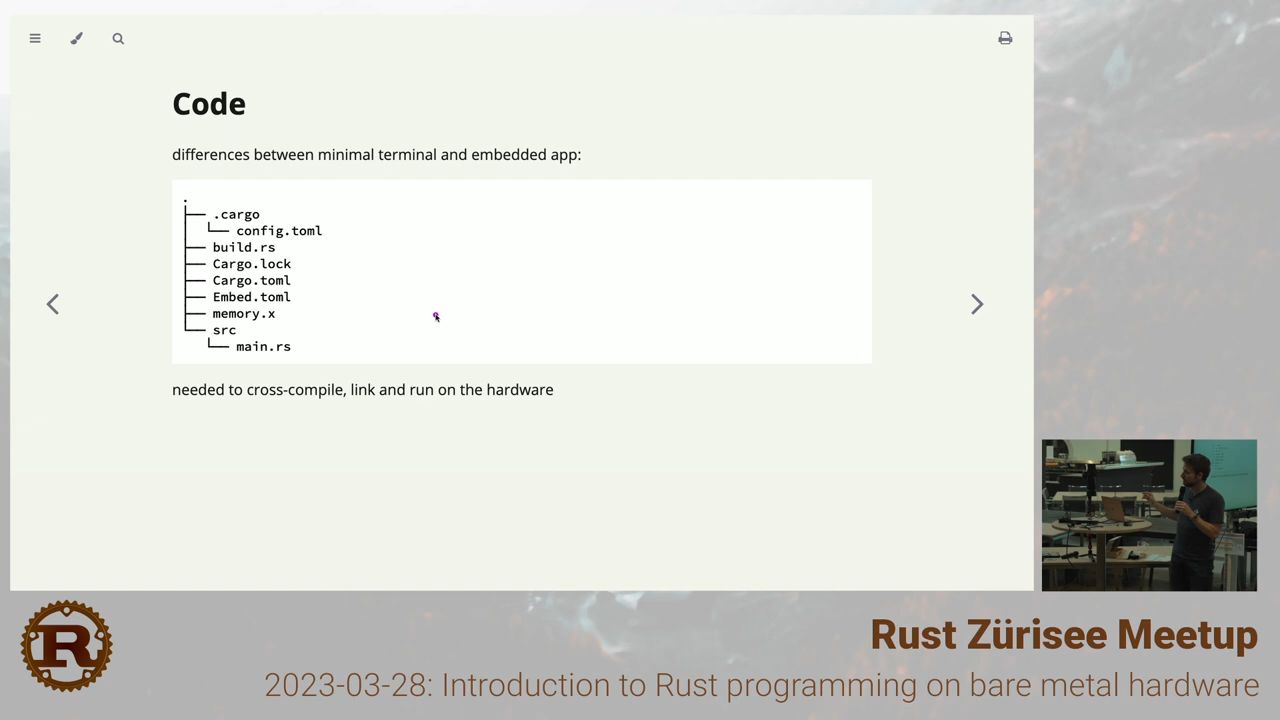 Code
differences between minimal terminal and embedded app:
.
├── .cargo
│   └── config.toml
├── build.rs
├── Cargo.lock
├── Cargo.toml
├── Embed.toml
├── memory.x
└── src
    └── main.rs
needed to cross-compile, link and run on the hardware
R
Rust Zürisee Meetup
2023-03-28: Introduction to Rust programming on bare metal hardware